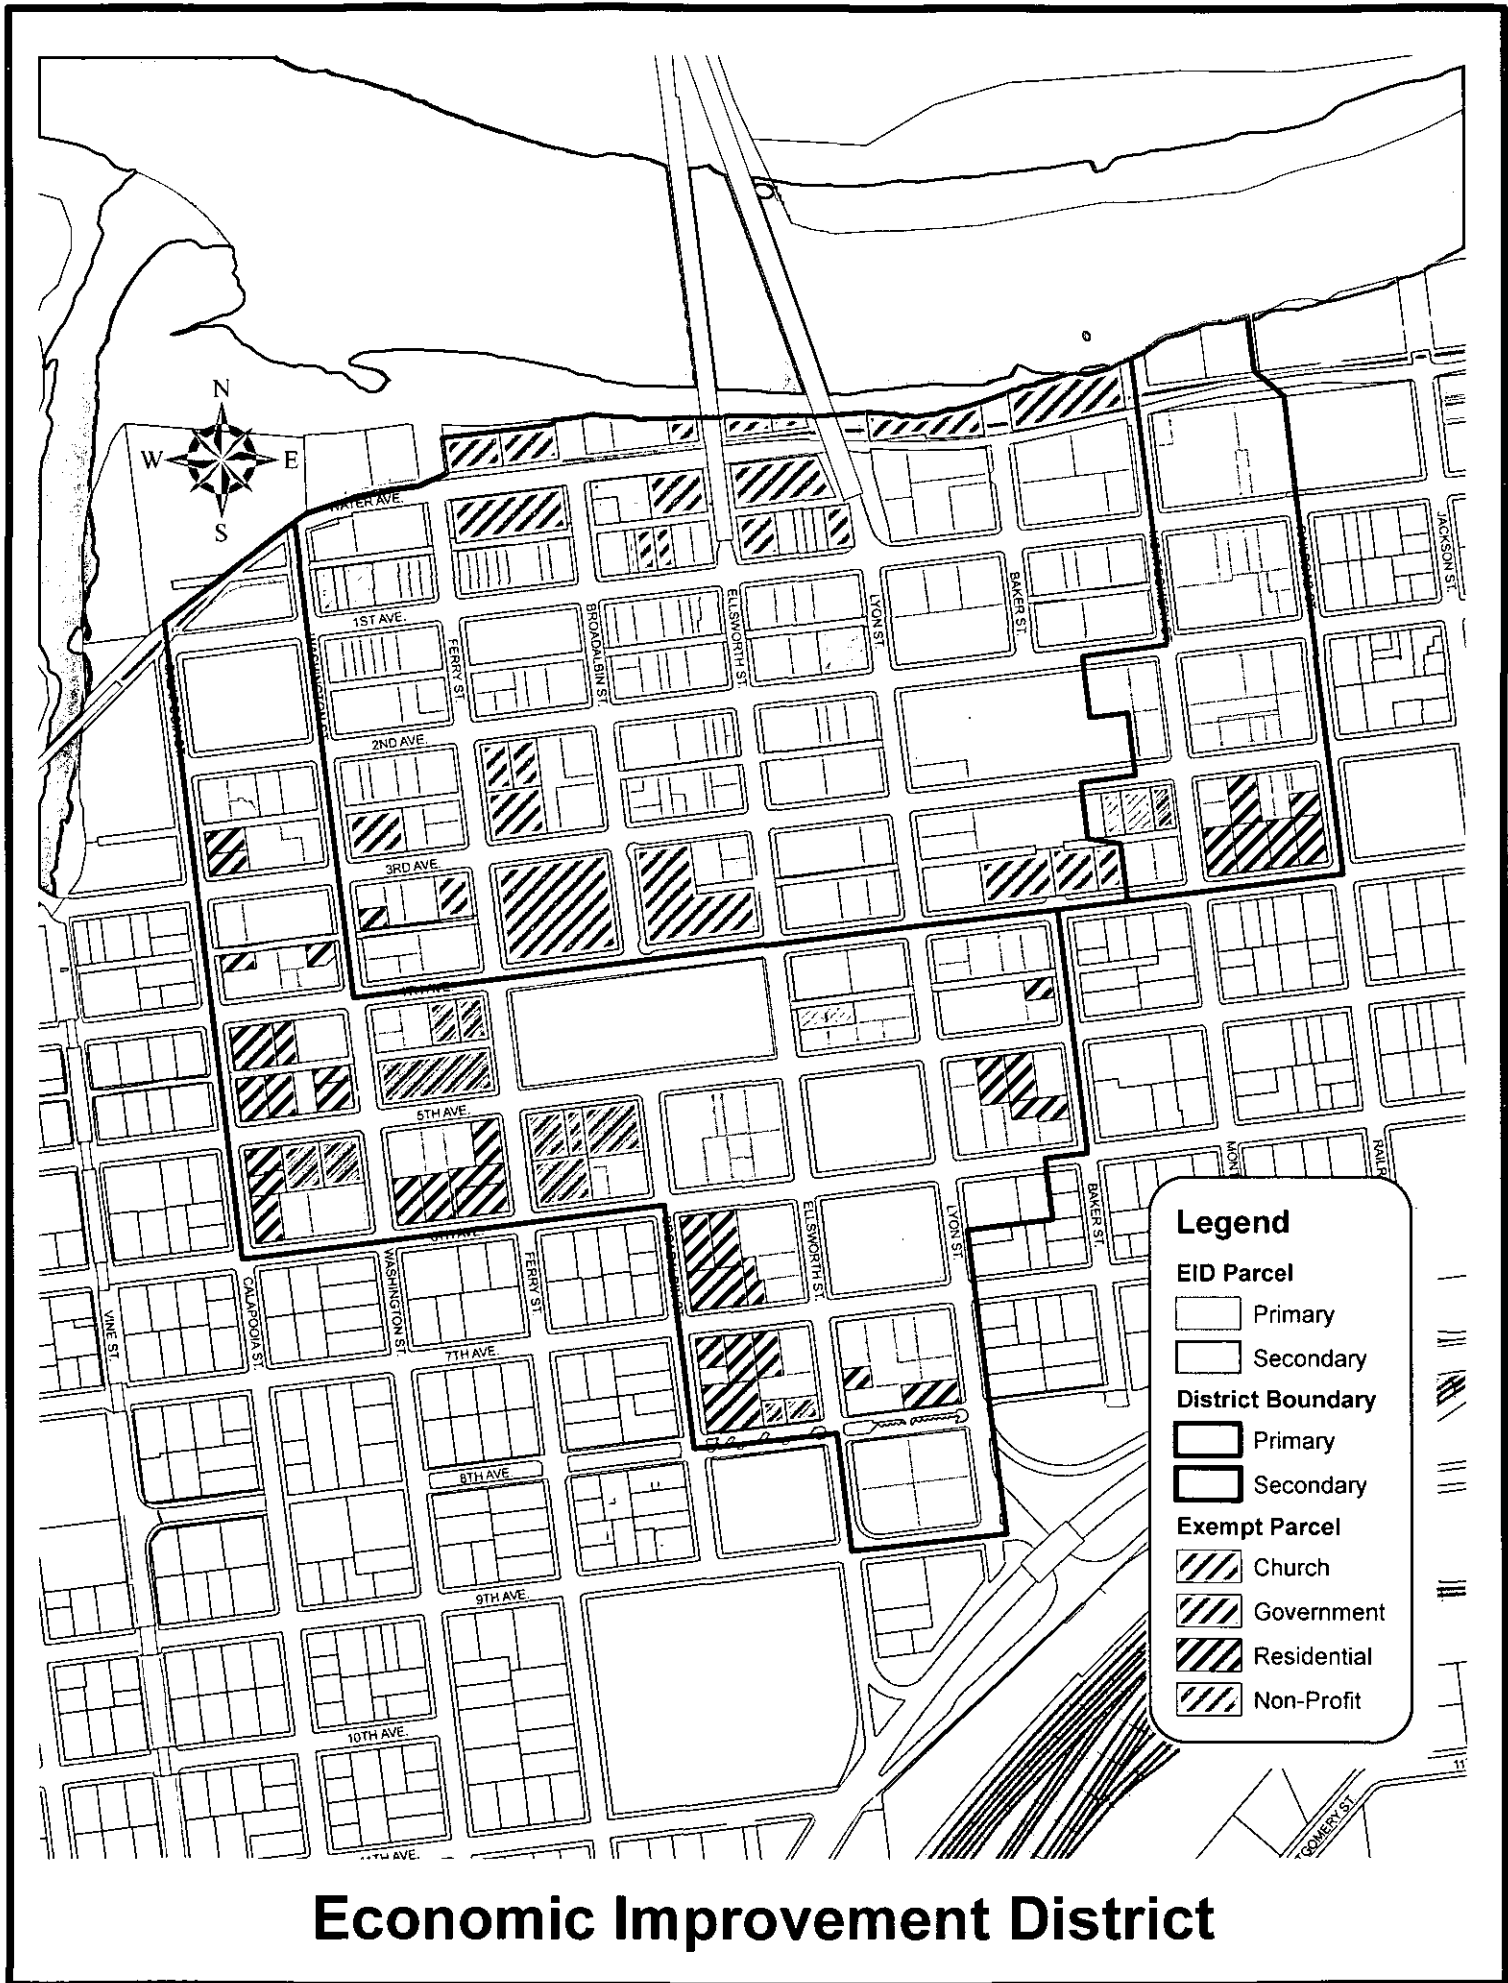 N
W
E
S
WATER AVE.
JACKSON ST.
1ST AVE.
FERRY ST.
BROADALBIN ST.
ELLSWORTH ST.
LYON ST.
BAKER ST.
2ND AVE.
3RD AVE.
5TH AVE.
VINE ST.
CALAPOOIA ST.
WASHINGTON ST.
FERRY ST.
ELLSWORTH ST.
LYON ST.
BAKER ST.
7TH AVE.
8TH AVE
9TH AVE.
10TH AVE.
11TH AVE.
Legend
EID Parcel
Primary
Secondary
District Boundary
Primary
Secondary
Exempt Parcel
Church
Government
Residential
Non-Profit
11
Economic Improvement District